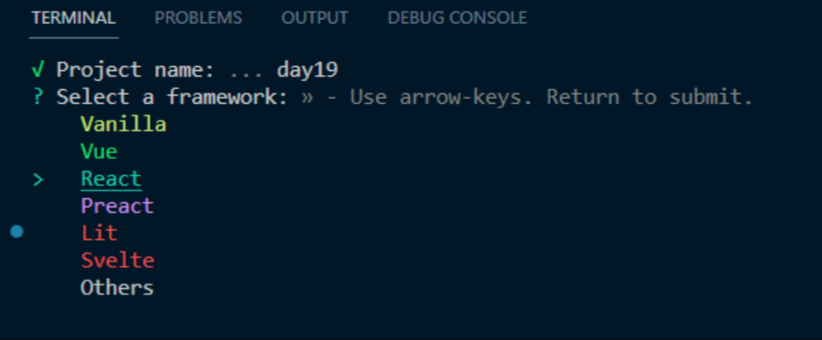 TERMINAL PROBLEMS OUTPUT DEBUG CONSOLE
√ Project name: ... day19
? Select a framework: » - Use arrow-keys. Return to submit.
Vanilla
Vue
> React
Preact
Lit
Svelte
Others